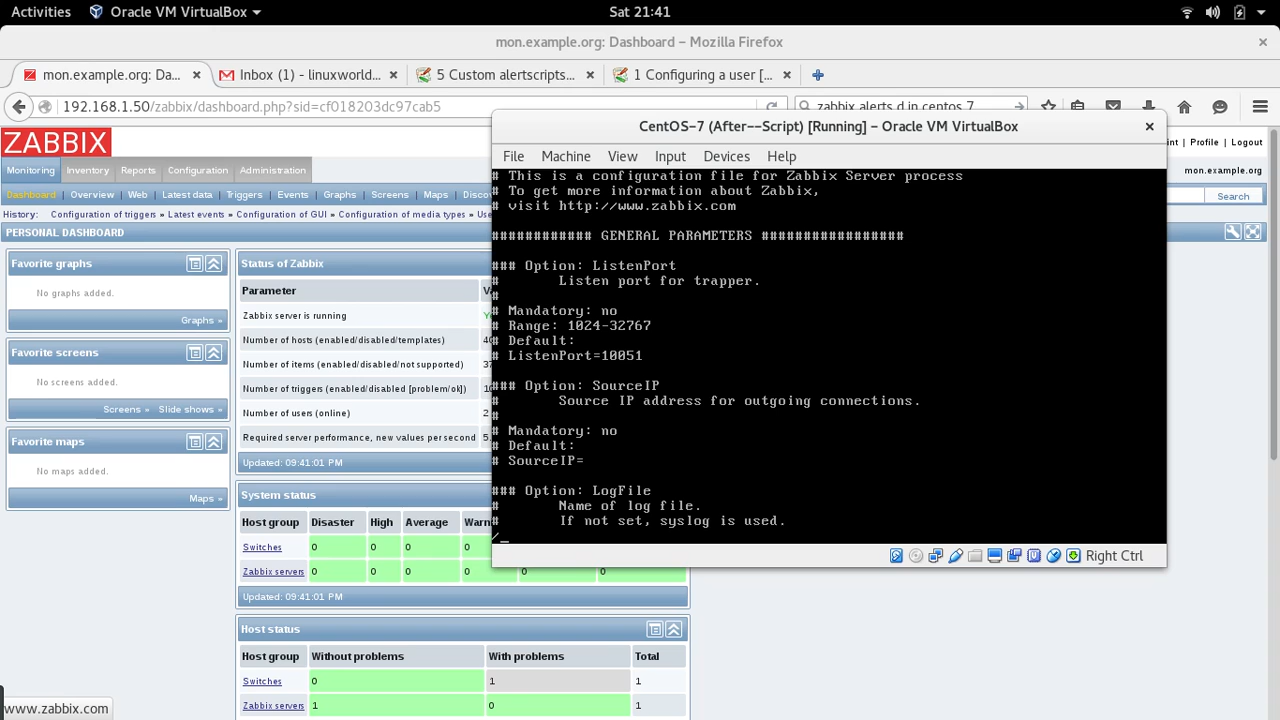 Activities
Oracle VM VirtualBox
Sat 21:41
mon.example.org: Dashboard – Mozilla Firefox
mon.example.org: Da...
Inbox (1) – linuxworld...
5 Custom alertscripts...
1 Configuring a user [...
192.168.1.50/zabbix/dashboard.php?sid=cf018203dc97cab5
zabbix alerts d in centos 7
CentOS-7 (After--Script) [Running] – Oracle VM VirtualBox
File Machine View Input Devices Help
ZABBIX
nt | Profile | Logout
Monitoring Inventory Reports Configuration Administration
mon.example.org
Dashboard | Overview | Web | Latest data | Triggers | Events | Graphs | Screens | Maps | Disco
Search
History: Configuration of triggers » Latest events » Configuration of GUI » Configuration of media types » Use
PERSONAL DASHBOARD
Favorite graphs
No graphs added.
Graphs »
Favorite screens
No screens added.
Screens » Slide shows »
Favorite maps
No maps added.
Maps »
Status of Zabbix
Parameter
Zabbix server is running
Number of hosts (enabled/disabled/templates)
Number of items (enabled/disabled/not supported)
Number of triggers (enabled/disabled [problem/ok])
Number of users (online) 2
Required server performance, new values per second
Updated: 09:41:01 PM
System status
Host group Disaster High Average Warn
Switches 0 0 0
Zabbix servers 0 0 0 0 0
Updated: 09:41:01 PM
Host status
Host group Without problems With problems Total
Switches 0 1 1
Zabbix servers 1 0 1
www.zabbix.com
# This is a configuration file for Zabbix Server process
# To get more information about Zabbix,
# visit http://www.zabbix.com
############ GENERAL PARAMETERS #################
### Option: ListenPort
# Listen port for trapper.
#
# Mandatory: no
# Range: 1024-32767
# Default:
# ListenPort=10051
### Option: SourceIP
# Source IP address for outgoing connections.
#
# Mandatory: no
# Default:
# SourceIP=
### Option: LogFile
# Name of log file.
# If not set, syslog is used.
/_
Right Ctrl